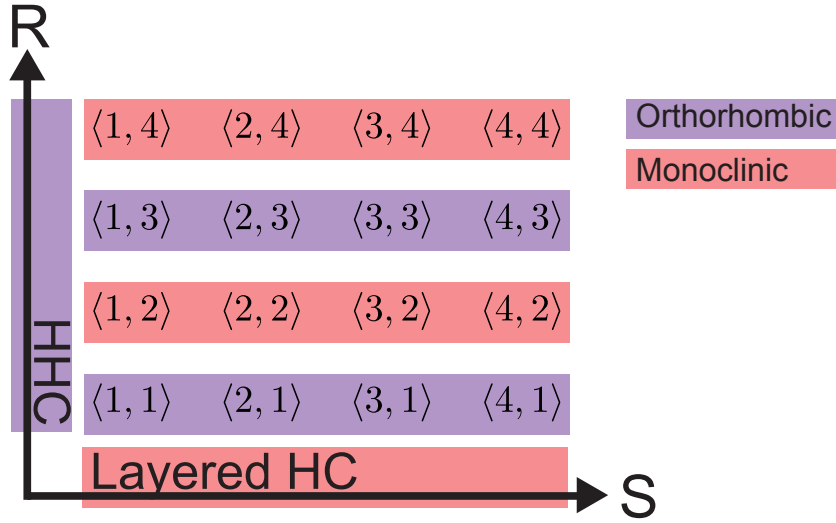 R
⟨1, 4⟩ ⟨2, 4⟩ ⟨3, 4⟩ ⟨4, 4⟩
Orthorhombic
Monoclinic
⟨1, 3⟩ ⟨2, 3⟩ ⟨3, 3⟩ ⟨4, 3⟩
⟨1, 2⟩ ⟨2, 2⟩ ⟨3, 2⟩ ⟨4, 2⟩
HHC
⟨1, 1⟩ ⟨2, 1⟩ ⟨3, 1⟩ ⟨4, 1⟩
Layered HC
S